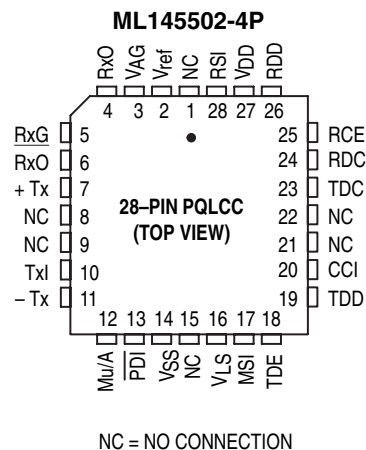 ML145502-4P
RxO
VAG
Vref
NC
RSI
VDD
RDD
4 3 2 1 28 27 26
RxG 5
RxO 6
+ Tx 7
NC 8
NC 9
TxI 10
– Tx 11
28–PIN PQLCC
(TOP VIEW)
25 RCE
24 RDC
23 TDC
22 NC
21 NC
20 CCI
19 TDD
12 13 14 15 16 17 18
Mu/A
PDI
VSS
NC
VLS
MSI
TDE
NC = NO CONNECTION